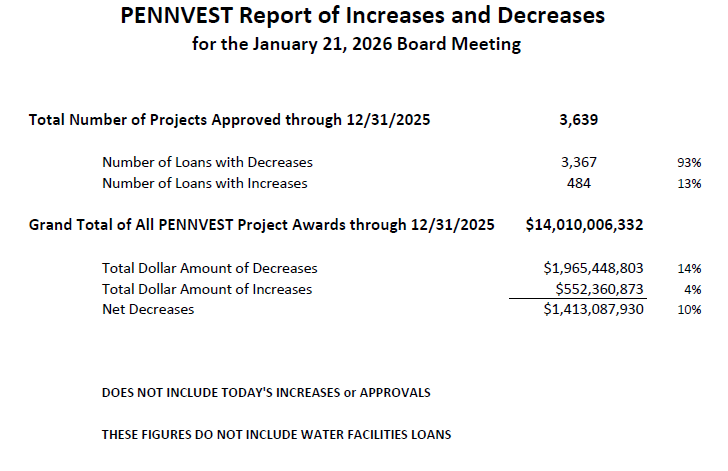 PENNVEST Report of Increases and Decreases
for the January 21, 2026 Board Meeting
Total Number of Projects Approved through 12/31/2025 3,639
Number of Loans with Decreases 3,367 93%
Number of Loans with Increases 484 13%
Grand Total of All PENNVEST Project Awards through 12/31/2025 $14,010,006,332
Total Dollar Amount of Decreases $1,965,448,803 14%
Total Dollar Amount of Increases $552,360,873 4%
Net Decreases $1,413,087,930 10%
DOES NOT INCLUDE TODAY'S INCREASES or APPROVALS
THESE FIGURES DO NOT INCLUDE WATER FACILITIES LOANS